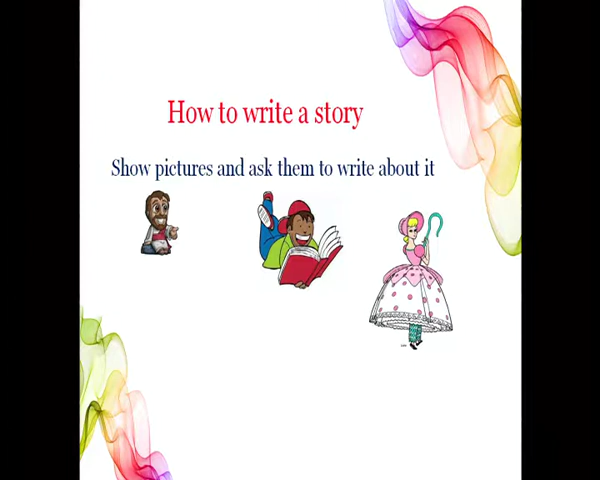 How to write a story
Show pictures and ask them to write about it